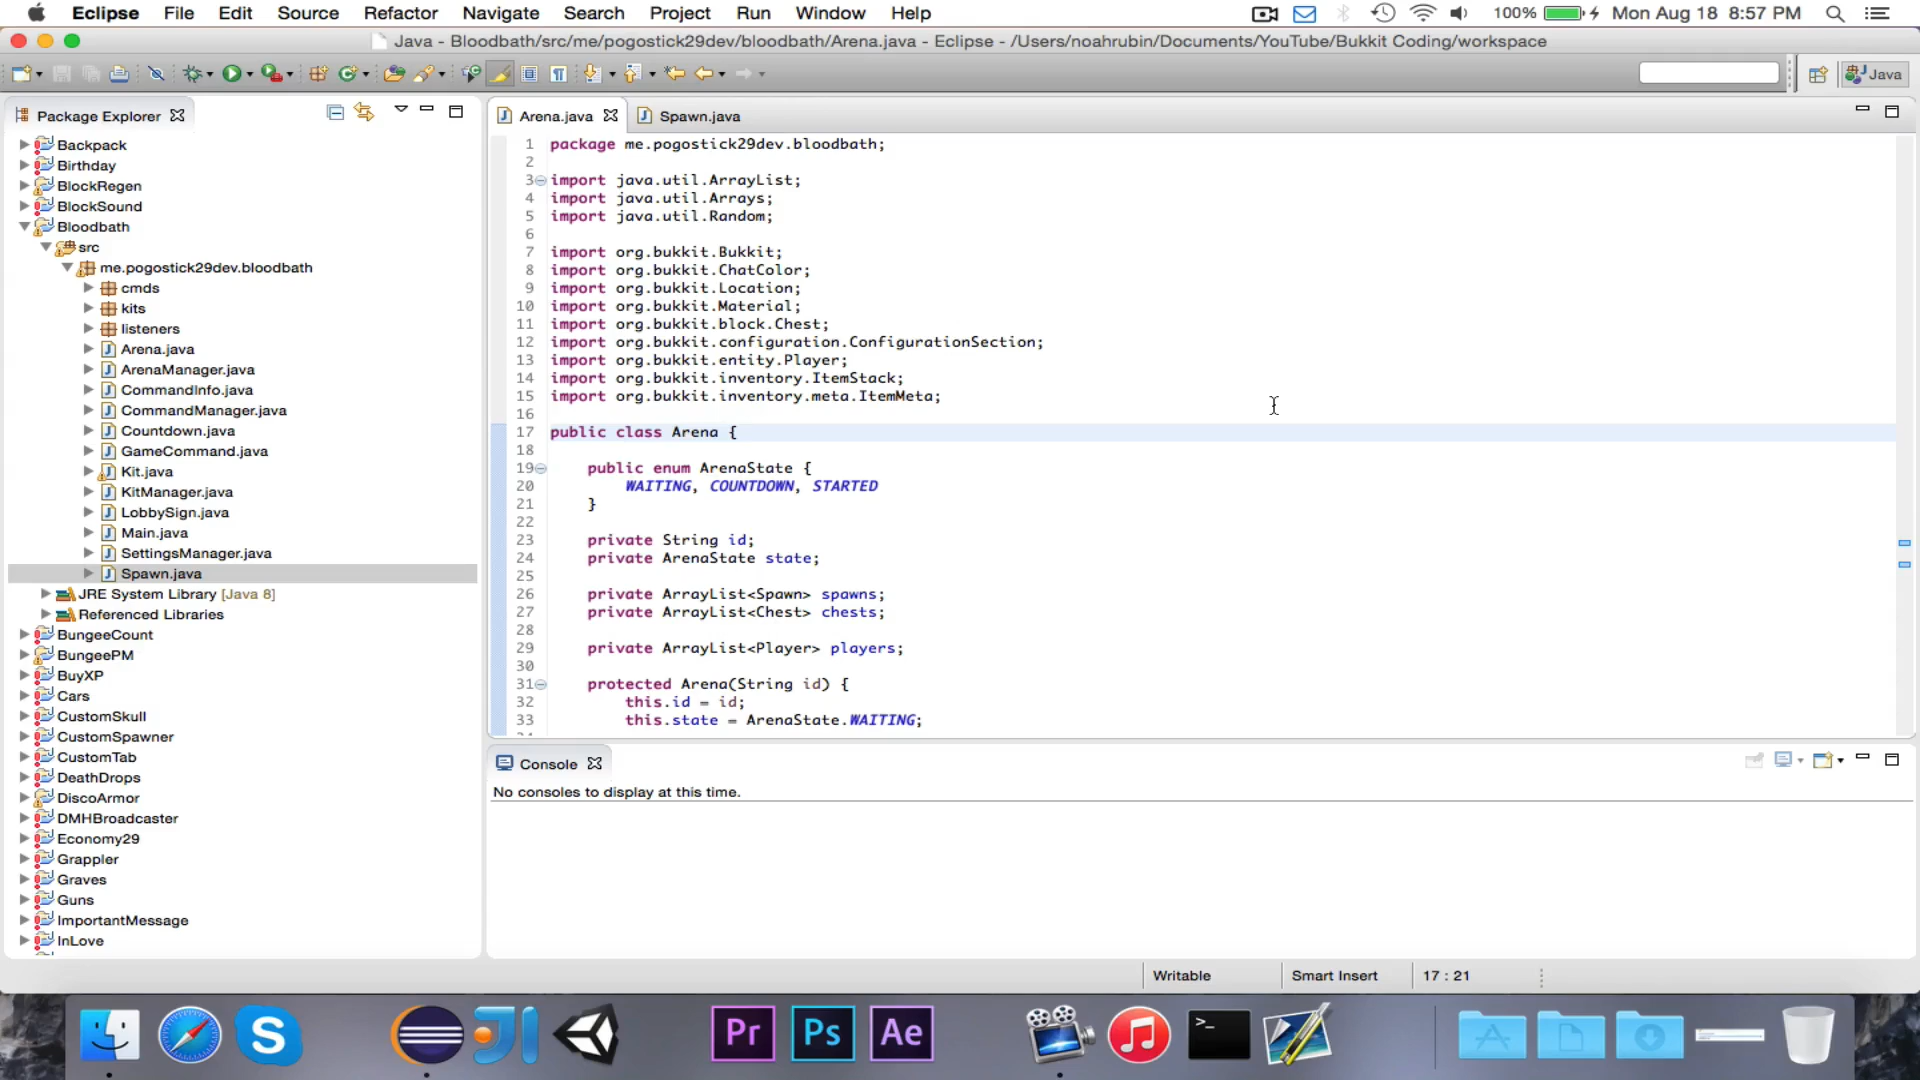 Eclipse File Edit Source Refactor Navigate Search Project Run Window Help 100% Mon Aug 18 8:57 PM
Java - Bloodbath/src/me/pogostick29dev/bloodbath/Arena.java - Eclipse - /Users/noahrubin/Documents/YouTube/Bukkit Coding/workspace
Java
Package Explorer
Backpack
Birthday
BlockRegen
BlockSound
Bloodbath
src
me.pogostick29dev.bloodbath
cmds
kits
listeners
Arena.java
ArenaManager.java
CommandInfo.java
CommandManager.java
Countdown.java
GameCommand.java
Kit.java
KitManager.java
LobbySign.java
Main.java
SettingsManager.java
Spawn.java
JRE System Library [Java 8]
Referenced Libraries
BungeeCount
BungeePM
BuyXP
Cars
CustomSkull
CustomSpawner
CustomTab
DeathDrops
DiscoArmor
DMHBroadcaster
Economy29
Grappler
Graves
Guns
ImportantMessage
InLove
Arena.java Spawn.java
1 package me.pogostick29dev.bloodbath;
2
3 import java.util.ArrayList;
4 import java.util.Arrays;
5 import java.util.Random;
6
7 import org.bukkit.Bukkit;
8 import org.bukkit.ChatColor;
9 import org.bukkit.Location;
10 import org.bukkit.Material;
11 import org.bukkit.block.Chest;
12 import org.bukkit.configuration.ConfigurationSection;
13 import org.bukkit.entity.Player;
14 import org.bukkit.inventory.ItemStack;
15 import org.bukkit.inventory.meta.ItemMeta;
16
17 public class Arena {
18
19 public enum ArenaState {
20 WAITING, COUNTDOWN, STARTED
21 }
22
23 private String id;
24 private ArenaState state;
25
26 private ArrayList<Spawn> spawns;
27 private ArrayList<Chest> chests;
28
29 private ArrayList<Player> players;
30
31 protected Arena(String id) {
32 this.id = id;
33 this.state = ArenaState.WAITING;
Console
No consoles to display at this time.
Writable Smart Insert 17 : 21
S JI Pr Ps Ae >_